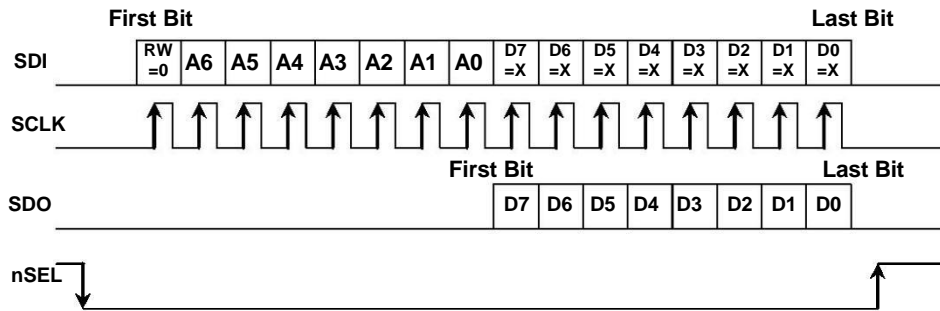 First Bit Last Bit
SDI RW =0 A6 A5 A4 A3 A2 A1 A0 D7 =X D6 =X D5 =X D4 =X D3 =X D2 =X D1 =X D0 =X
SCLK
First Bit Last Bit
SDO D7 D6 D5 D4 D3 D2 D1 D0
nSEL